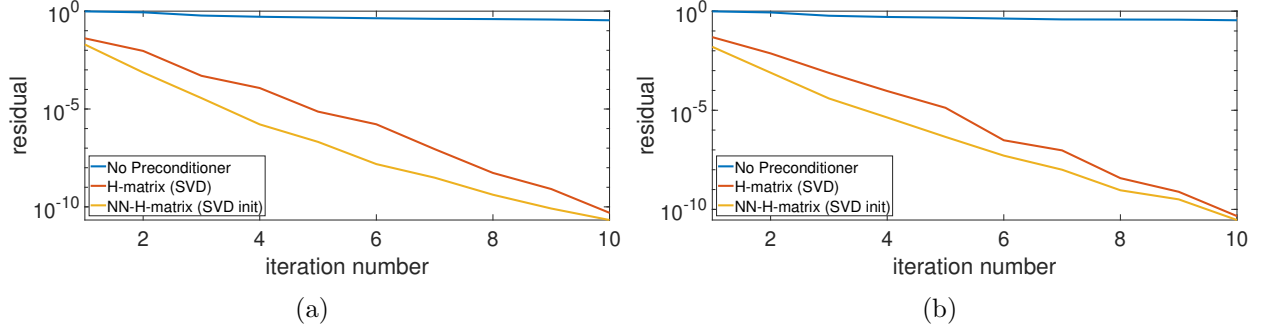 10^0
10^-5
10^-10
residual
No Preconditioner
H-matrix (SVD)
NN-H-matrix (SVD init)
2 4 6 8 10
iteration number
(a)
10^0
10^-5
10^-10
residual
No Preconditioner
H-matrix (SVD)
NN-H-matrix (SVD init)
2 4 6 8 10
iteration number
(b)